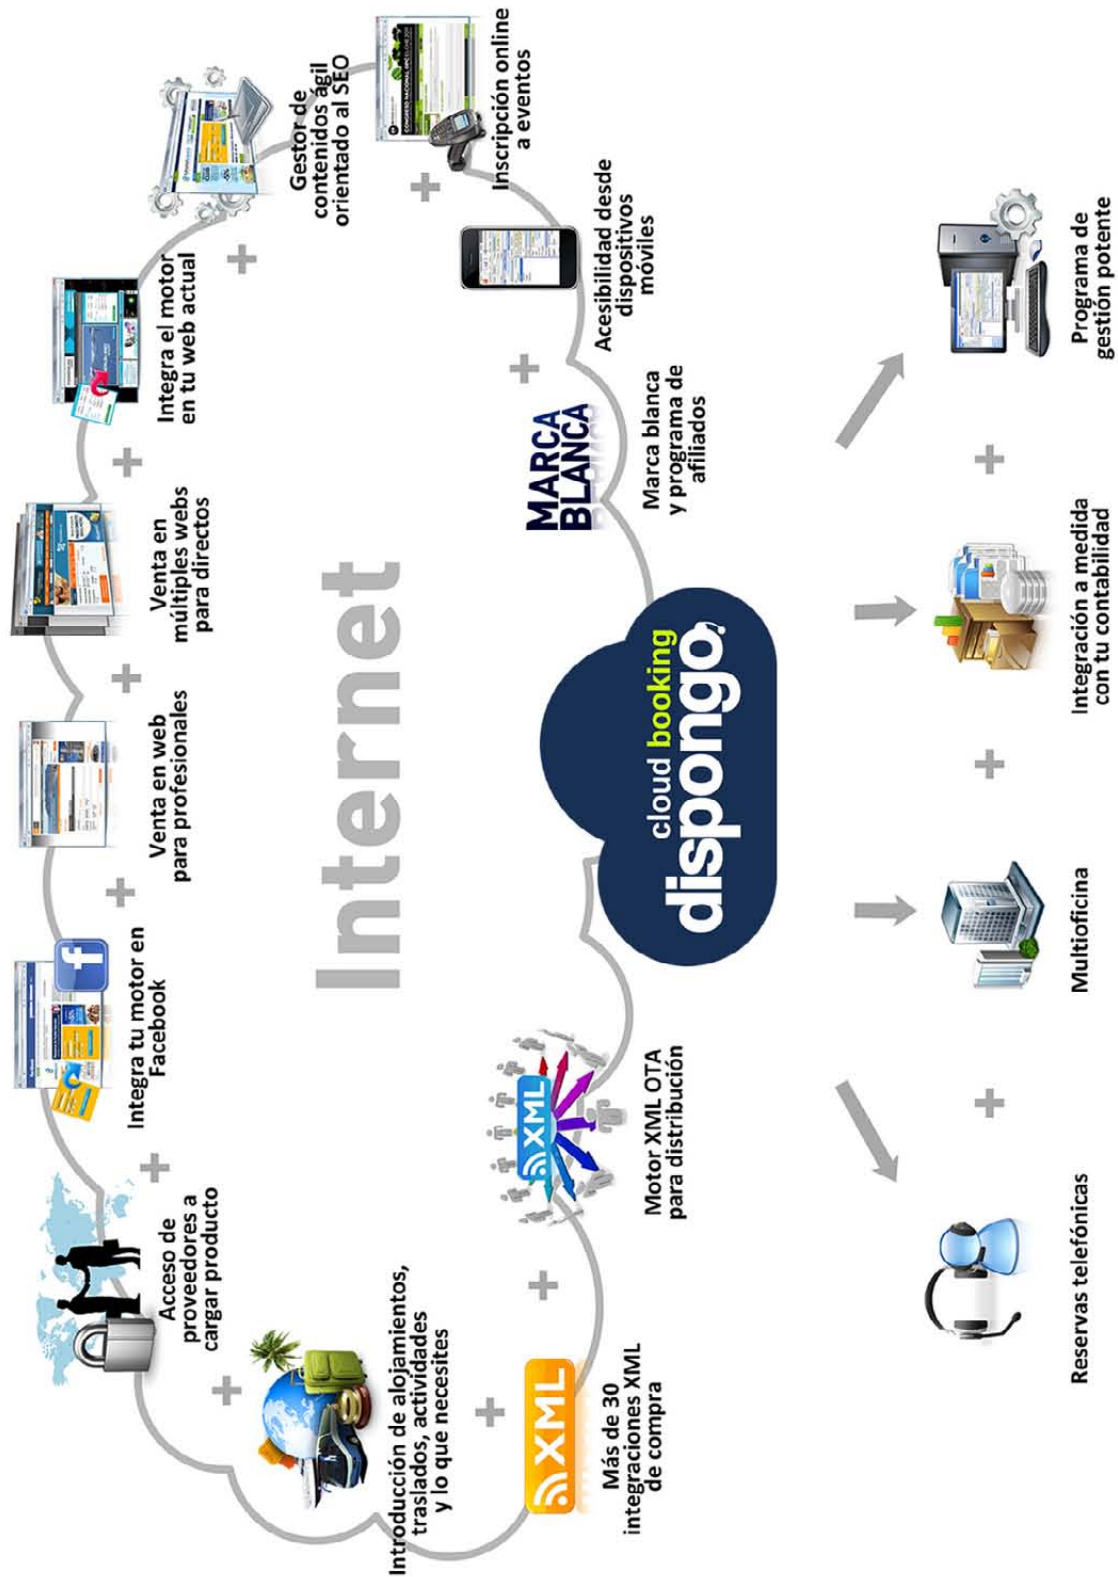 Acceso de
proveedores a
cargar producto
Integra tu motor en
Facebook
Venta en web
para profesionales
Venta en
múltiples webs
para directos
Integra el motor
en tu web actual
Gestor de
contenidos ágil
orientado al SEO
Introducción de alojamientos,
traslados, actividades
y lo que necesites
Internet
Inscripción online
a eventos
XML
Más de 30
integraciones XML
de compra
XML
Motor XML OTA
para distribución
cloud booking
dispongo
MARCA
BLANCA
Marca blanca
y programa de
afiliados
Acesibilidad desde
dispositivos
móviles
Reservas telefónicas
Multioficina
Integración a medida
con tu contabilidad
Programa de
gestión potente